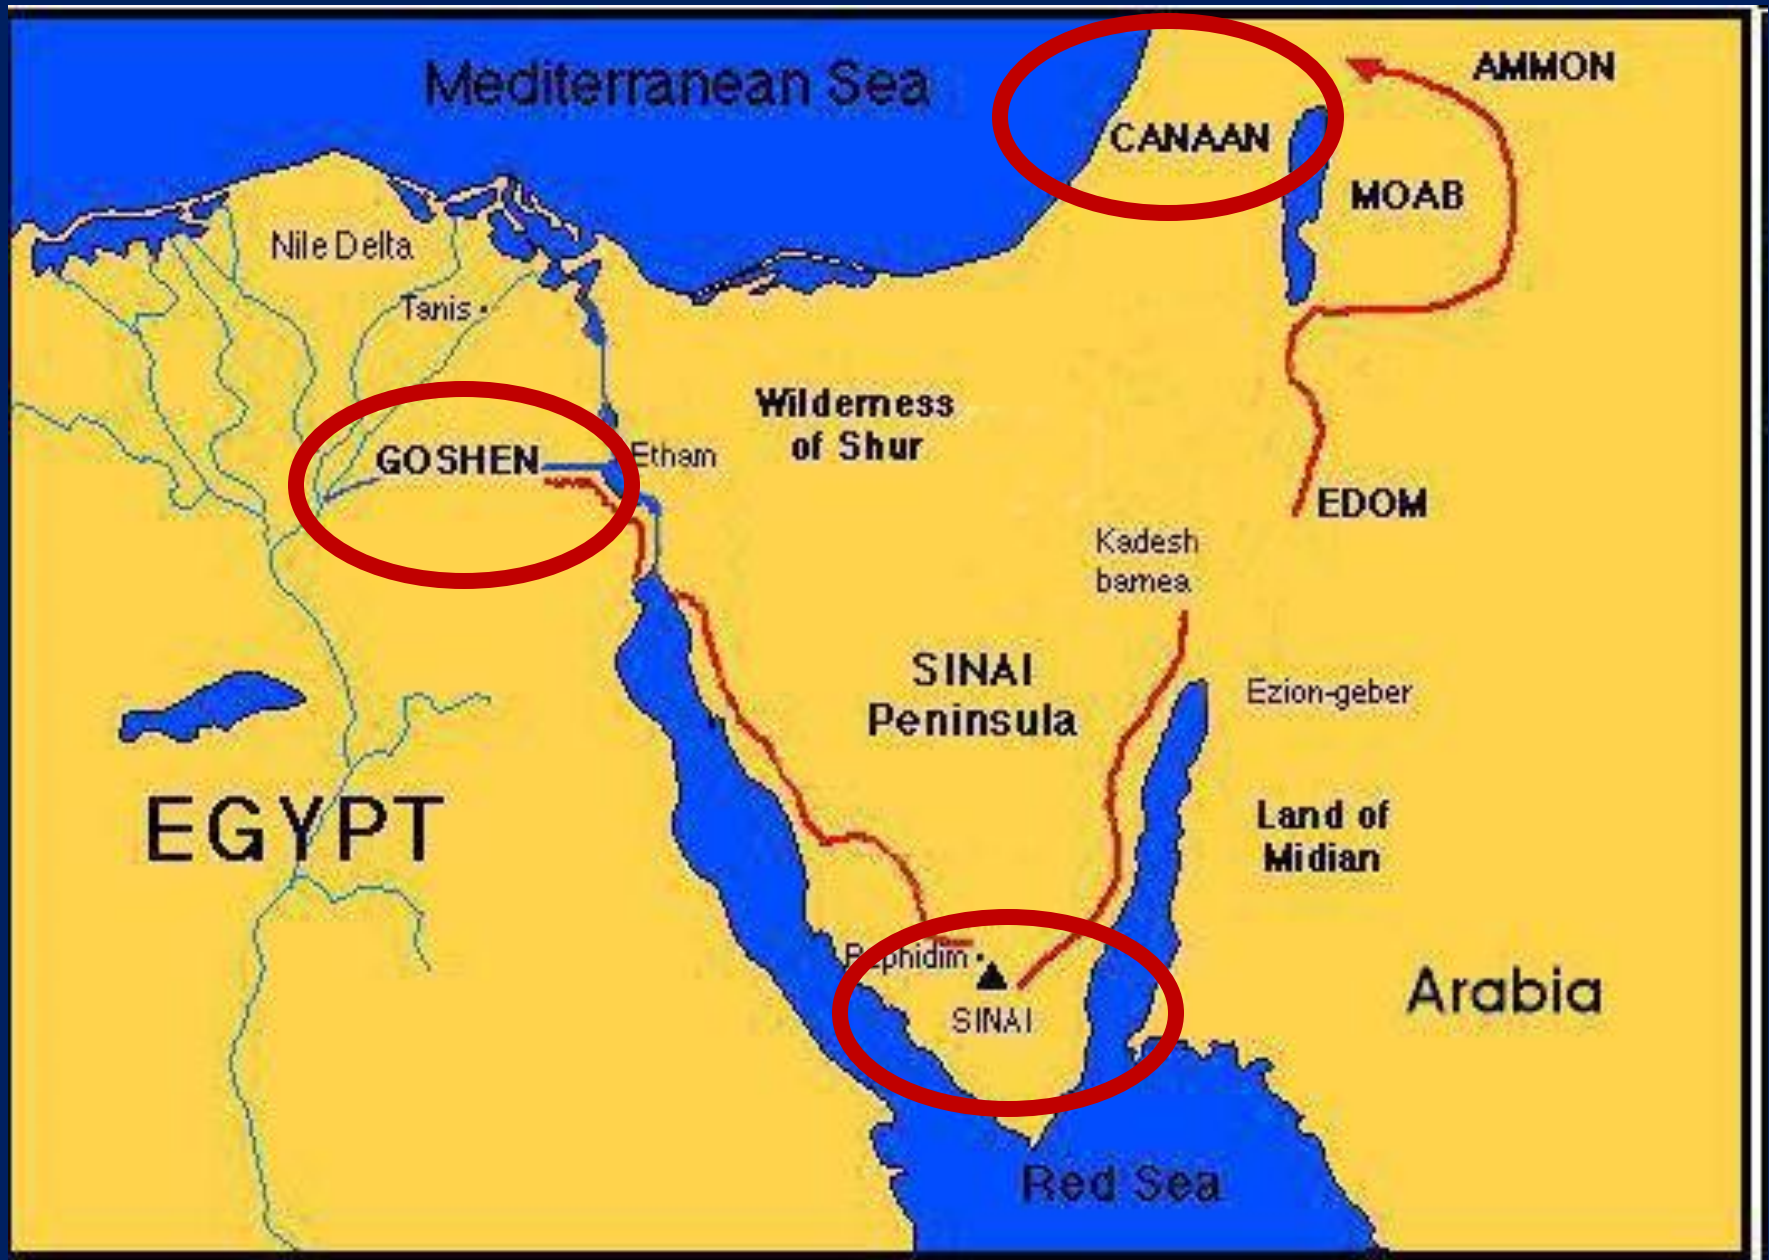 Mediterranean Sea
AMMON
CANAAN
MOAB
Nile Delta
Tanis
Wilderness
of Shur
GOSHEN
Etham
EDOM
Kadesh
barnea
SINAI
Peninsula
Ezion-geber
EGYPT
Land of
Midian
Rephidim
SINAI
Arabia
Red Sea